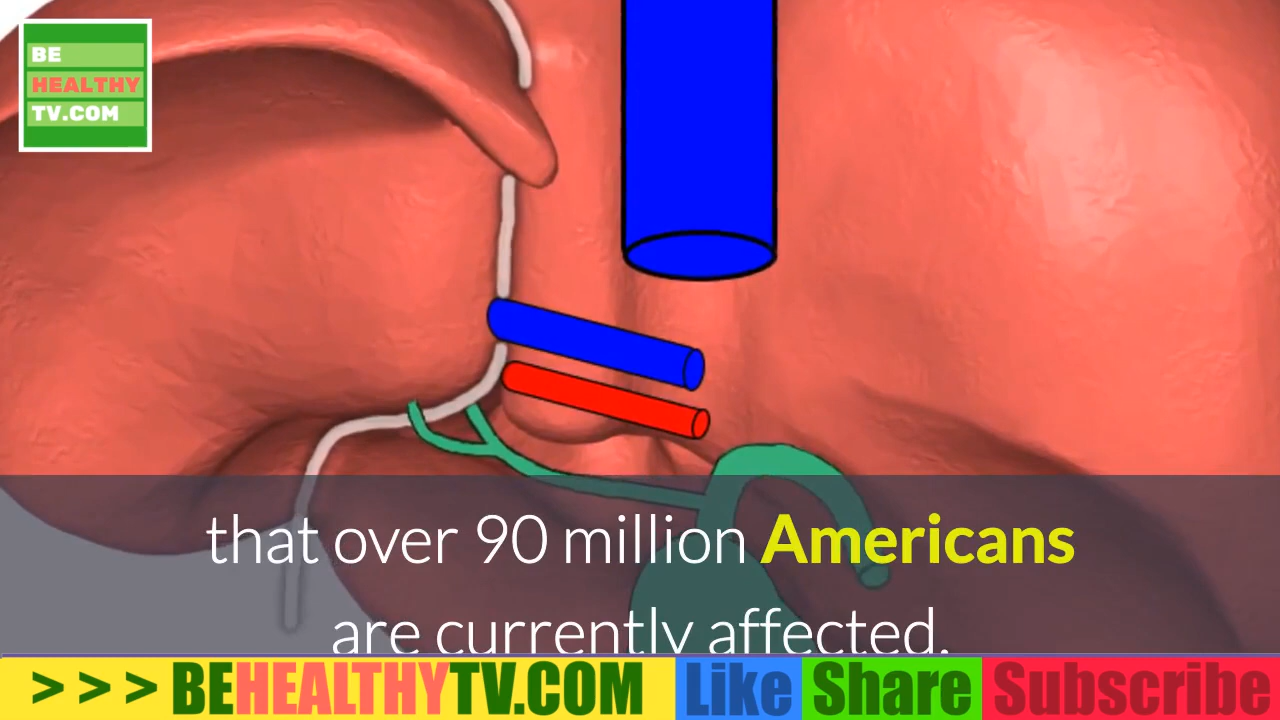 BE
HEALTHY
TV.COM
that over 90 million Americans
are currently affected.
> > > BEHEALTHYTV.COM Like Share Subscribe